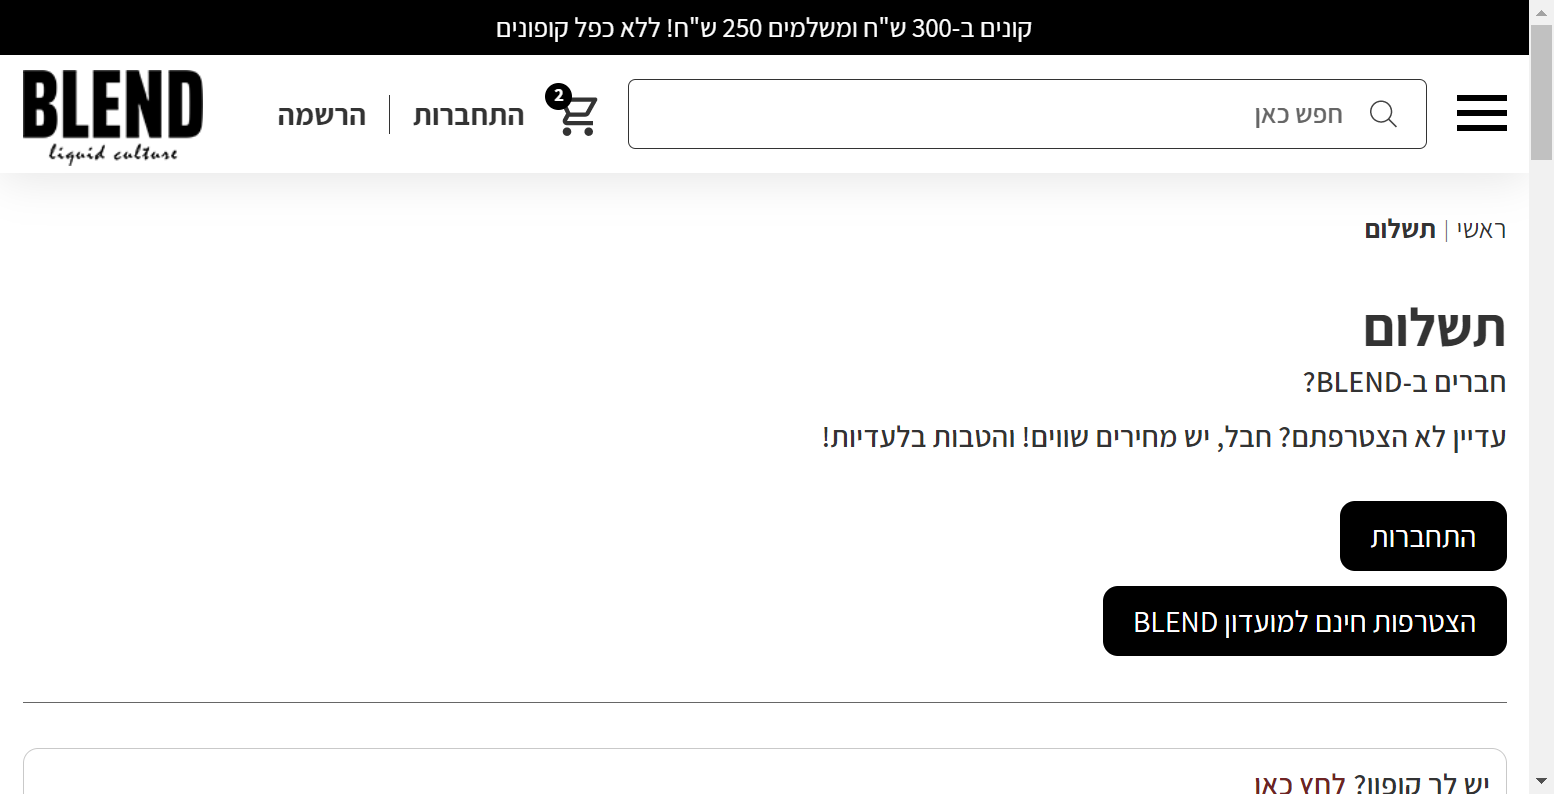 קונים ב-300 ש"ח ומשלמים 250 ש"ח! ללא כפל קופונים
חפש כאן
2
התחברות
הרשמה
BLEND
liquid culture
ראשי | תשלום
תשלום
חברים ב-BLEND?
עדיין לא הצטרפתם? חבל, יש מחירים שווים! והטבות בלעדיות!
התחברות
הצטרפות חינם למועדון BLEND
יש לך קופון? לחץ כאן